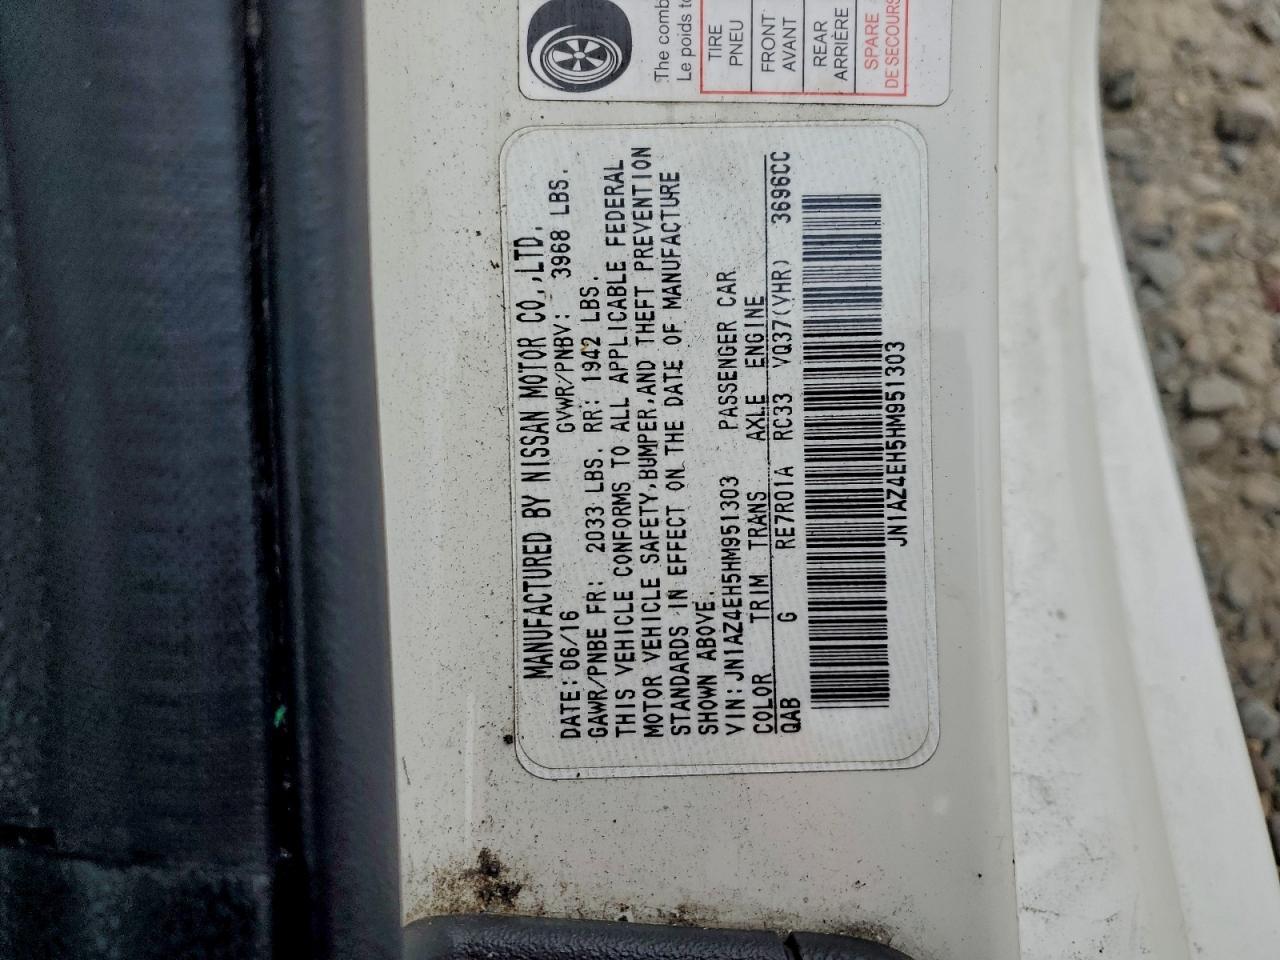 The comb
Le poids to
TIRE
PNEU
FRONT
AVANT
REAR
ARRIÈRE
SPARE
DE SECOURS
MANUFACTURED BY NISSAN MOTOR CO.,LTD.
DATE: 06/16 GVWR/PNBV: 3968 LBS.
GAWR/PNBE FR: 2033 LBS. RR: 1942 LBS.
THIS VEHICLE CONFORMS TO ALL APPLICABLE FEDERAL
MOTOR VEHICLE SAFETY,BUMPER,AND THEFT PREVENTION
STANDARDS IN EFFECT ON THE DATE OF MANUFACTURE
SHOWN ABOVE.
VIN: JN1AZ4EH5HM951303 PASSENGER CAR
COLOR TRIM TRANS AXLE ENGINE
QAB G RE7R01A RC33 VQ37(VHR) 3696CC
JN1AZ4EH5HM951303